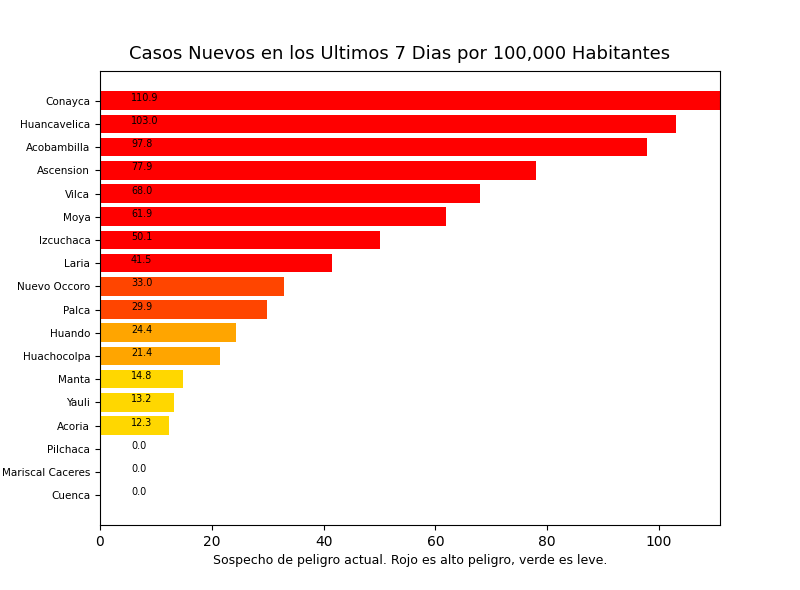 Casos Nuevos en los Ultimos 7 Dias por 100,000 Habitantes
Conayca 110.9
Huancavelica 103.0
Acobambilla 97.8
Ascension 77.9
Vilca 68.0
Moya 61.9
Izcuchaca 50.1
Laria 41.5
Nuevo Occoro 33.0
Palca 29.9
Huando 24.4
Huachocolpa 21.4
Manta 14.8
Yauli 13.2
Acoria 12.3
Pilchaca 0.0
Mariscal Caceres 0.0
Cuenca 0.0
0 20 40 60 80 100
Sospecho de peligro actual. Rojo es alto peligro, verde es leve.